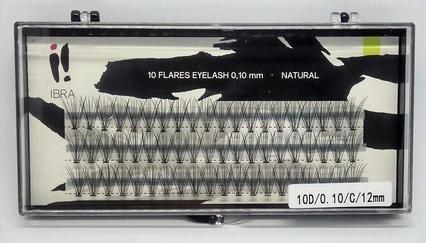 10 FLARES EYELASH 0,10 mm · NATURAL
IBRA
10D/0.10/C/12mm